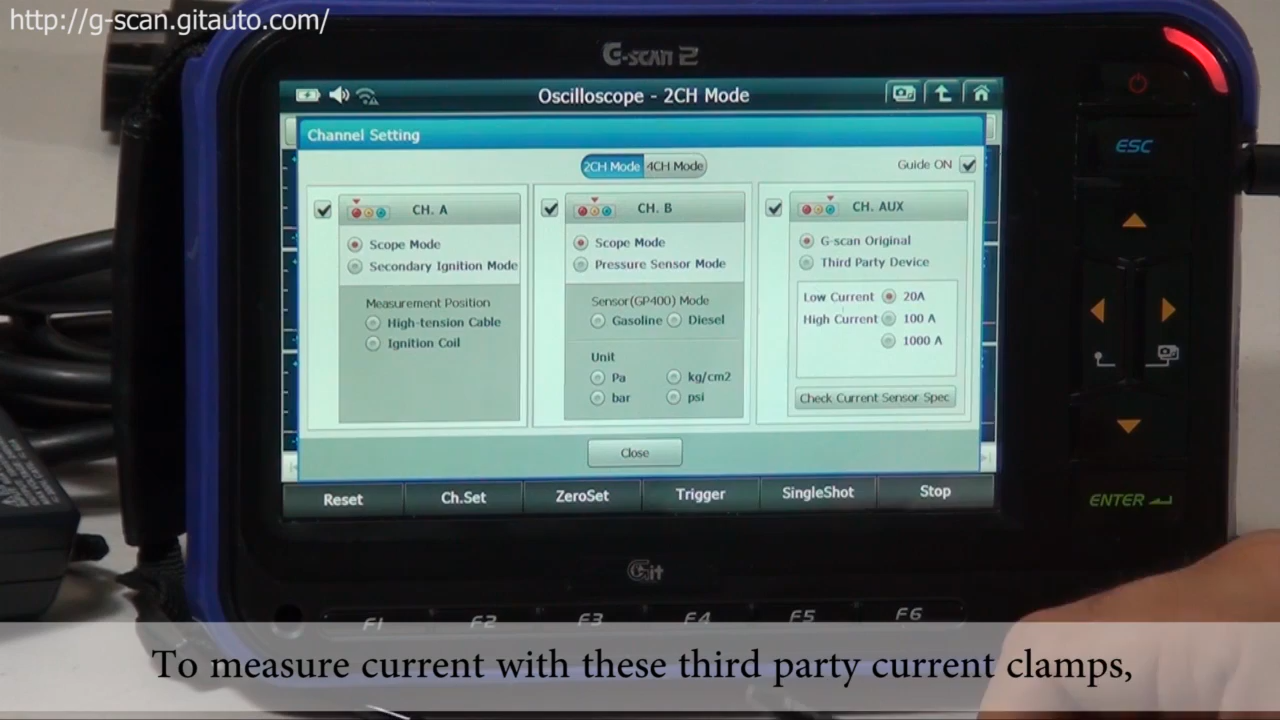 http://g-scan.gitauto.com/
G-SCAN 2
Oscilloscope - 2CH Mode
Channel Setting
2CH Mode 4CH Mode
Guide ON
CH. A
Scope Mode
Secondary Ignition Mode
Measurement Position
High-tension Cable
Ignition Coil
CH. B
Scope Mode
Pressure Sensor Mode
Sensor(GP400) Mode
Gasoline Diesel
Unit
Pa kg/cm2
bar psi
CH. AUX
G-scan Original
Third Party Device
Low Current 20A
High Current 100 A
1000 A
Check Current Sensor Spec
Close
Reset Ch.Set ZeroSet Trigger SingleShot Stop
ESC
ENTER
Git
F1 F2 F3 F4 F5 F6
To measure current with these third party current clamps,